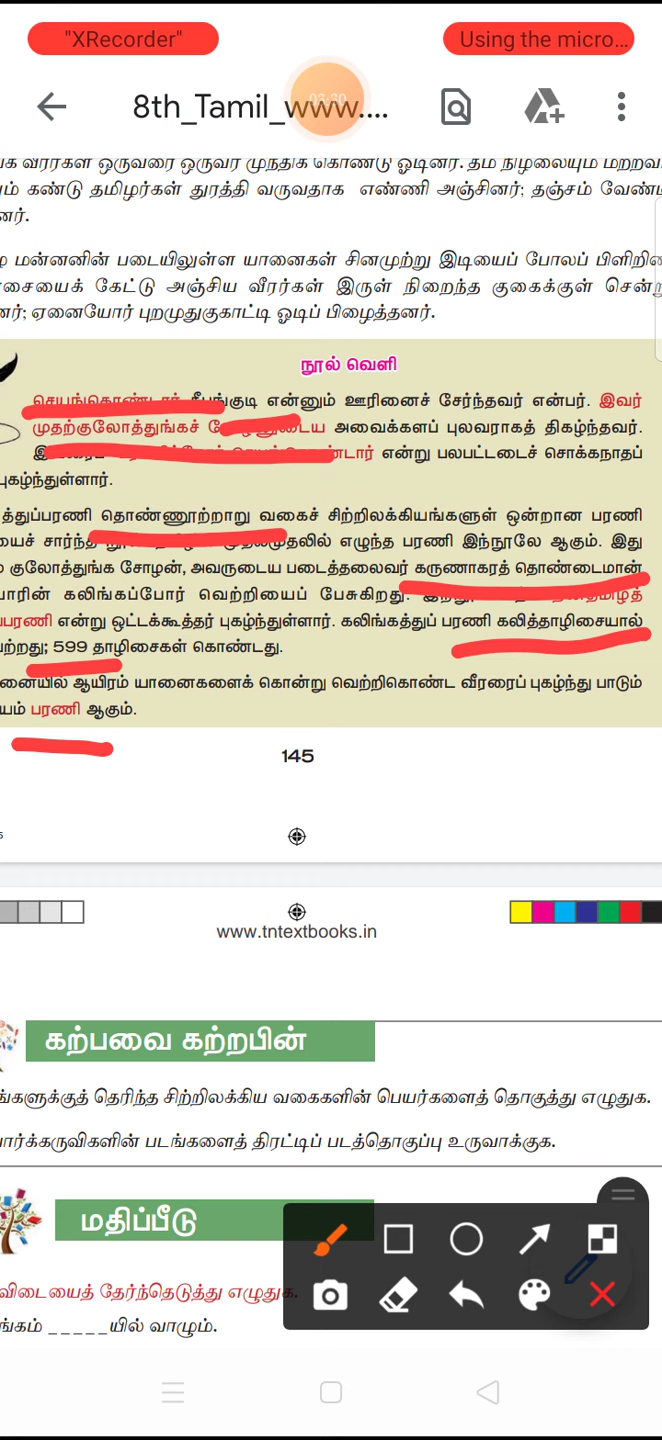 "XRecorder"
Using the micro...
8th_Tamil_www....
வீரர்கள் ஒருவரை ஒருவர் முந்திக் கொண்டு ஓடினர். தம் நிழலையும்
ும் கண்டு தமிழர்கள் துரத்தி வருவதாக எண்ணி அஞ்சினர்; தஞ்சம்
னர்.
மன்னனின் படையிலுள்ள யானைகள் சினமுற்று இடியைப் போலப்
சையைக் கேட்டு அஞ்சிய வீரர்கள் இருள் நிறைந்த குகைக்குள்
னர்; ஏனையோர் புறமுதுகுகாட்டி ஓடிப் பிழைத்தனர்.
நூல் வெளி
செயங்கொண்டார் தீபங்குடி என்னும் ஊரினைச் சேர்ந்தவர் என்பர். இவர்
முதற்குலோத்துங்கச் அவைக்களப் புலவராகத் திகழ்ந்தவர்.
என்று பலபட்டடைச் சொக்கநாதப்
புகழ்ந்துள்ளார்.
த்துப்பரணி தொண்ணூற்றாறு வகைச் சிற்றிலக்கியங்களுள் ஒன்றான பரணி
யைச் சார்ந்த எழுந்த பரணி இந்நூலே ஆகும். இது
குலோத்துங்க சோழன், அவருடைய படைத்தலைவர் கருணாகரத் தொண்டைமான்
யோரின் கலிங்கப்போர் வெற்றியைப் பேசுகிறது.
பரணி என்று ஒட்டக்கூத்தர் புகழ்ந்துள்ளார். கலிங்கத்துப் பரணி கலித்தாழிசையால்
பெற்றது; 599 தாழிசைகள் கொண்டது.
னையில் ஆயிரம் யானைகளைக் கொன்று வெற்றிகொண்ட வீரரைப் புகழ்ந்து பாடும்
யம் பரணி ஆகும்.
145
www.tntextbooks.in
கற்பவை கற்றபின்
ங்களுக்குத் தெரிந்த சிற்றிலக்கிய வகைகளின் பெயர்களைத் தொகுத்து எழுதுக.
போர்க்கருவிகளின் படங்களைத் திரட்டிப் படத்தொகுப்பு உருவாக்குக.
மதிப்பீடு
விடையைத் தேர்ந்தெடுத்து எழுதுக.
ங்கம் _____யில் வாழும்.